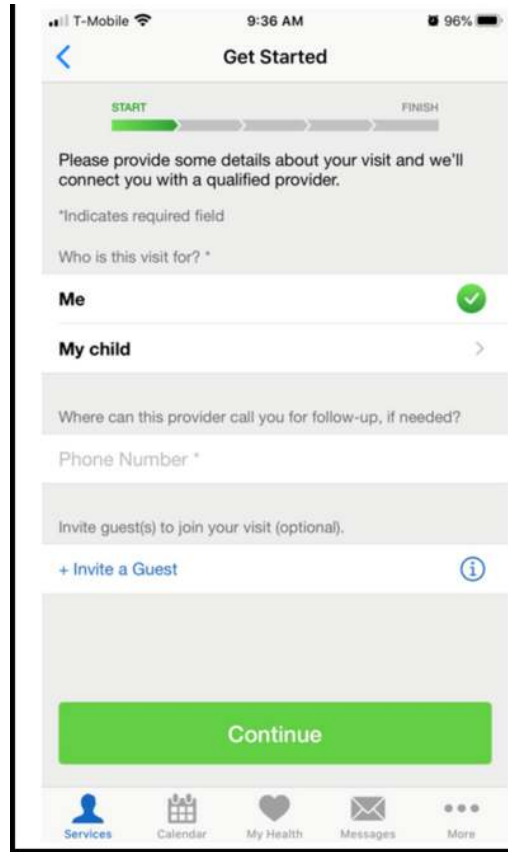 T-Mobile 9:36 AM 96%
Get Started
START FINISH
Please provide some details about your visit and we'll
connect you with a qualified provider.
*Indicates required field
Who is this visit for? *
Me
My child
Where can this provider call you for follow-up, if needed?
Phone Number *
Invite guest(s) to join your visit (optional).
+ Invite a Guest
Continue
Services Calendar My Health Messages More